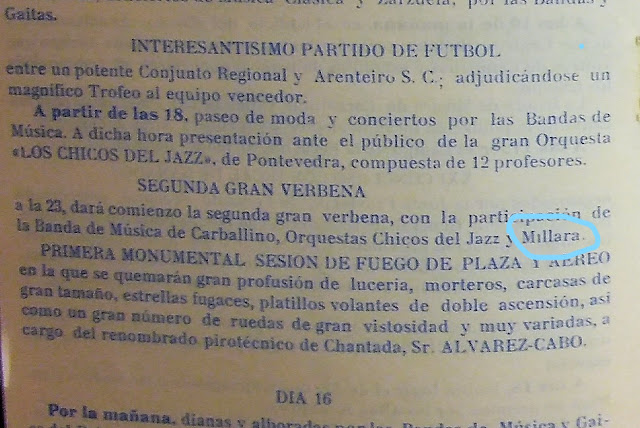 Música Clásica y Zarzuela, por las Bandas y
Gaitas.
INTERESANTISIMO PARTIDO DE FUTBOL
entre un potente Conjunto Regional y Arenteiro S. C.; adjudicándose un
magnífico Trofeo al equipo vencedor.
A partir de las 18, paseo de moda y conciertos por las Bandas de
Música. A dicha hora presentación ante el público de la gran Orquesta
«LOS CHICOS DEL JAZZ», de Pontevedra, compuesta de 12 profesores.
SEGUNDA GRAN VERBENA
a la 23, dará comienzo la segunda gran verbena, con la participación de
la Banda de Música de Carballino, Orquestas Chicos del Jazz y Millara.
PRIMERA MONUMENTAL SESION DE FUEGO DE PLAZA Y AEREO
en la que se quemarán gran profusión de luceria, morteros, carcasas de
gran tamaño, estrellas fugaces, platillos volantes de doble ascensión, así
como un gran número de ruedas de gran vistosidad y muy variadas, a
cargo del renombrado pirotécnico de Chantada, Sr. ALVAREZ-CABO.
DIA 16
Por la mañana, dianas y alboradas por las Bandas de Música y Gai-